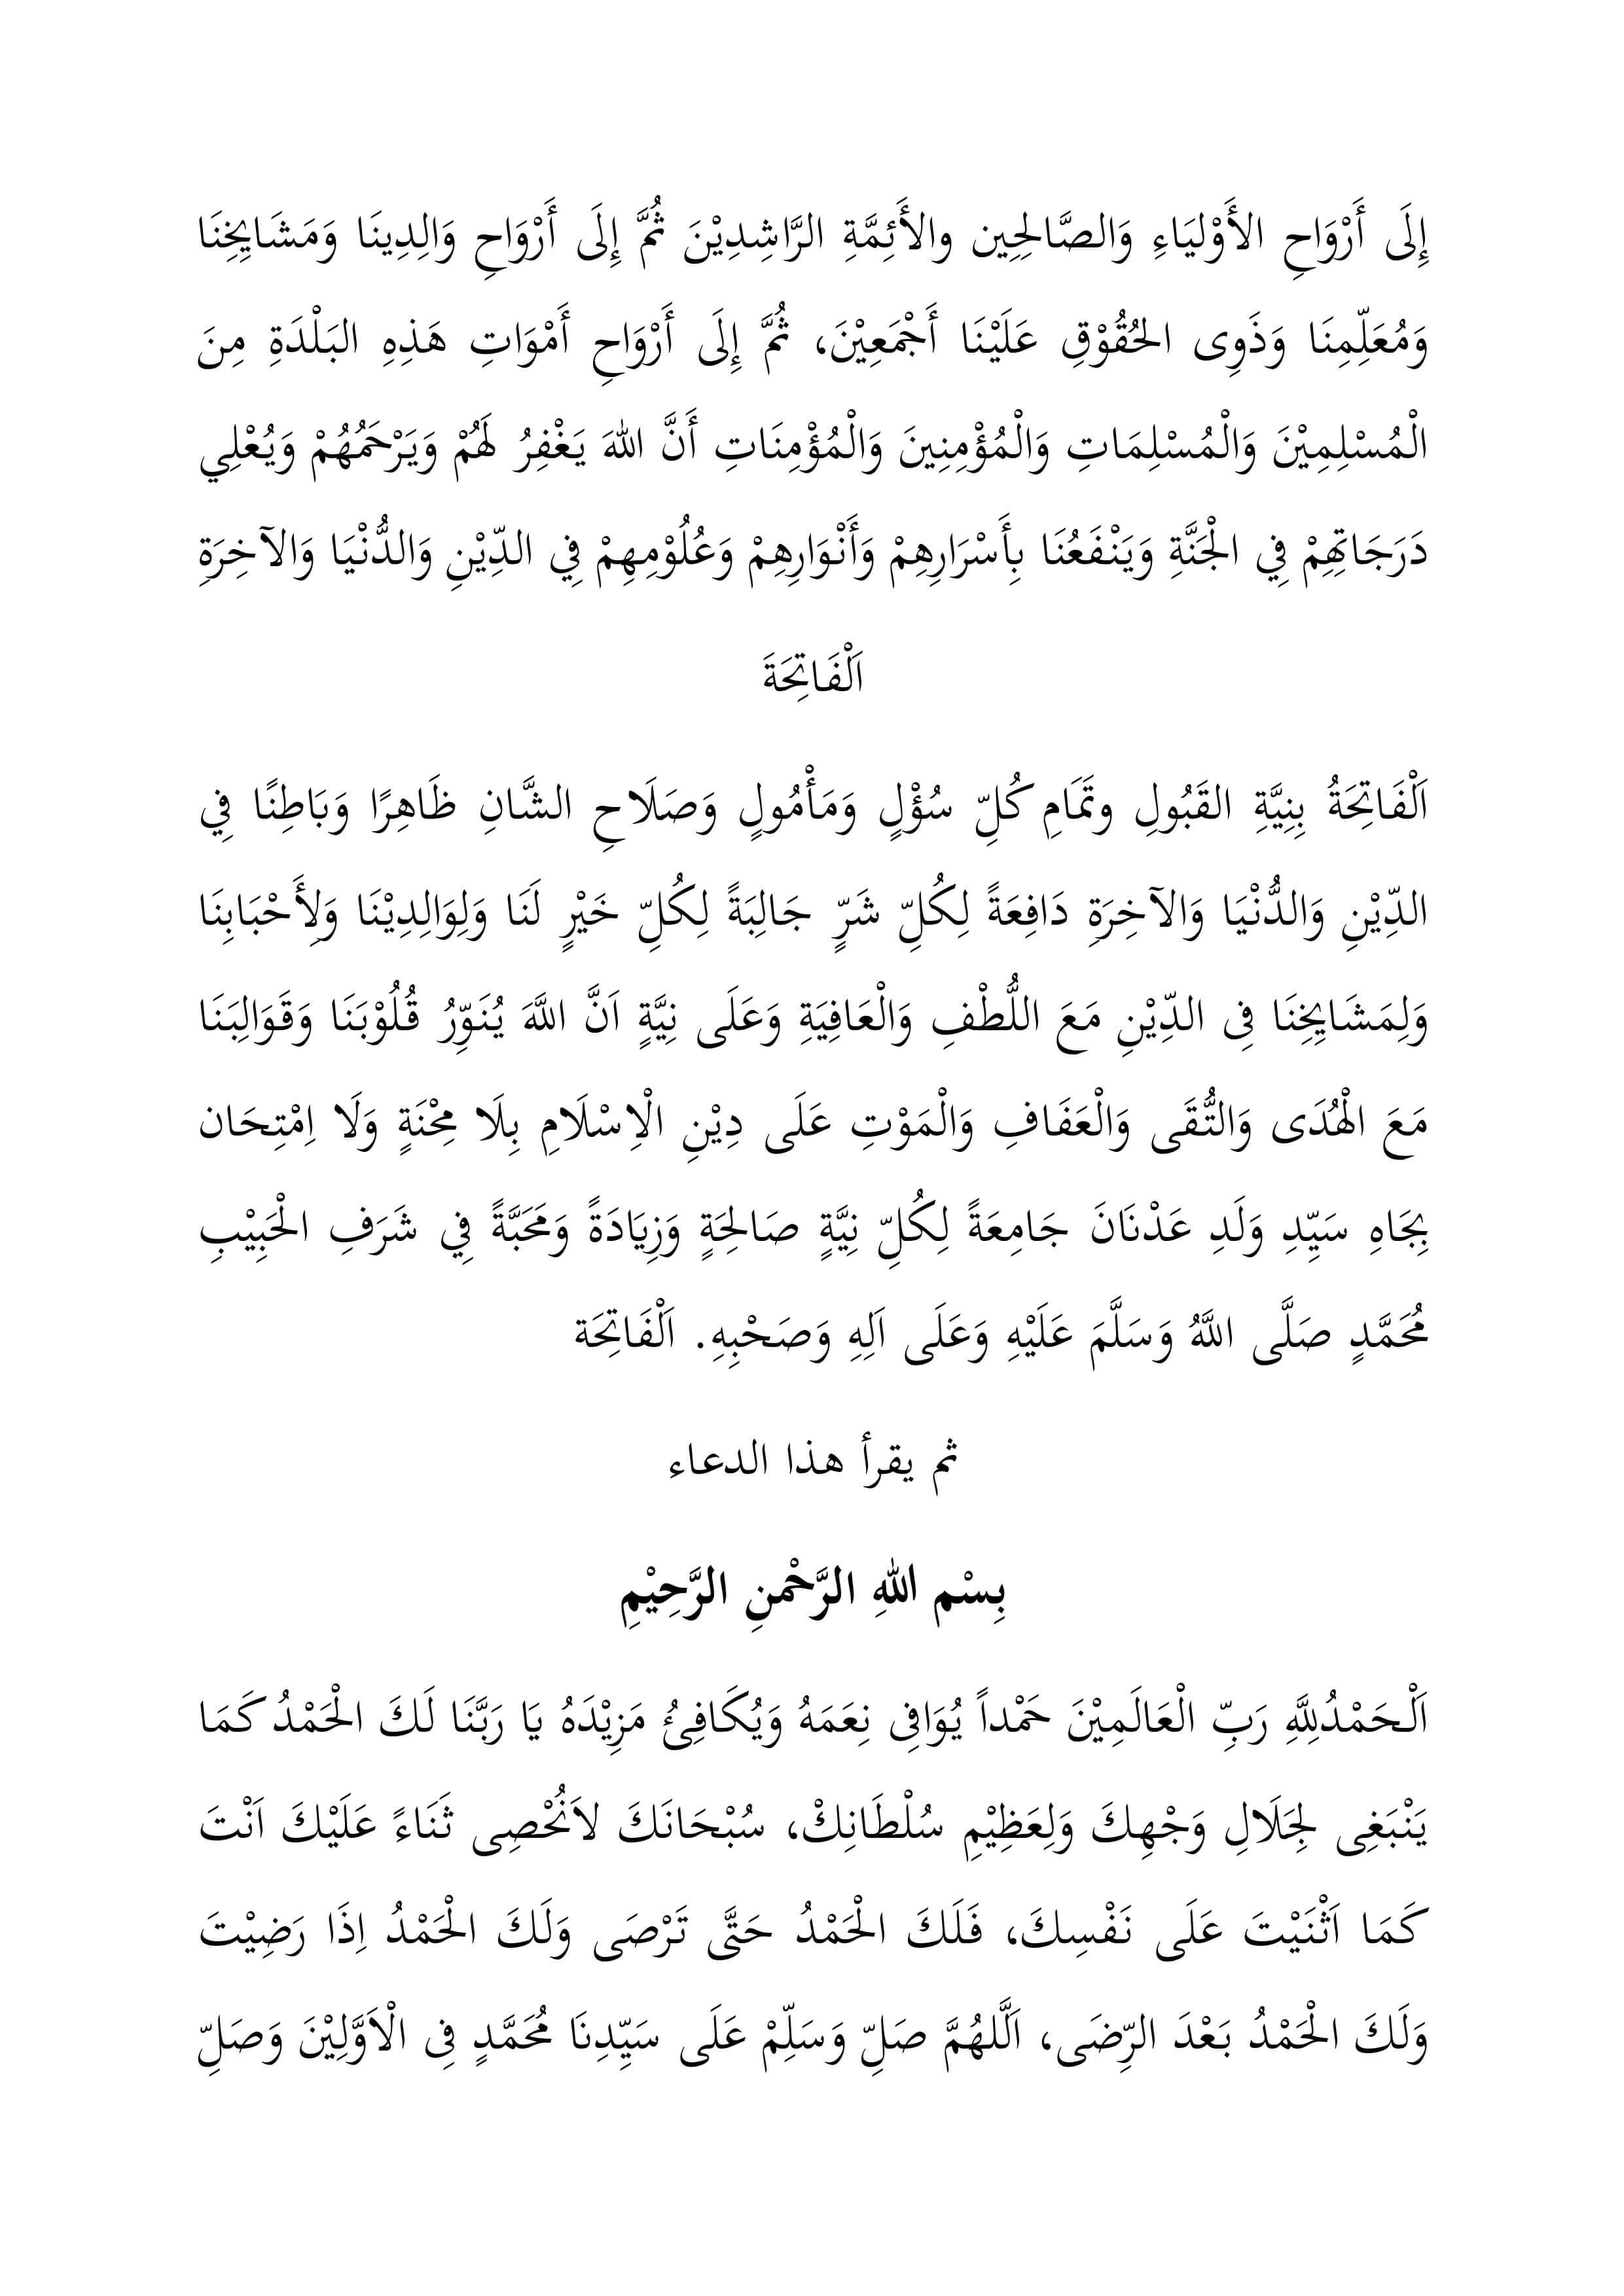 إِلَى أَرْوَاحِ الأَوْليَاءِ وَالصَّالِحِين والأَئِمَّةِ الرَّاشِدِيْنَ ثُمَّ إِلَى أَرْوَاحِ وَالِدِينَا وَمَشَايِخِنَا
وَمُعَلِّمِنَا وَذَوِى الحُقُوْقِ عَلَيْنَا أَجْمَعِيْنَ، ثُمَّ إِلَى أَرْوَاحِ أَمْوَاتِ هَذِهِ البَلْدَةِ مِنَ
الْمُسْلِمِيْنَ وَالْمُسْلِمَاتِ وَالْمُؤْمِنِينَ وَالْمُؤْمِنَاتِ أَنَّ اللهَ يَغْفِرُ لَهُمْ وَيَرْحَمُهُمْ وَيُعْلِي
دَرَجَاتِهِمْ فِي الْجَنَّةِ وَيَنْفَعُنَا بِأَسْرَارِهِمْ وَأَنْوَارِهِمْ وَعُلُوْمِهِمْ فِي الدِّيْنِ وَالدُّنْيَا وَالآخِرَةِ
اَلْفَاتِحَةَ
اَلْفَاتِحَةُ بِنِيَّةِ القَبُولِ وتَمَامِ كُلِّ سُؤْلٍ وَمَأْمُولٍ وَصَلَاحِ الشَّانِ ظَاهِرًا وَبَاطِنًا فِي
الدِّيْنِ وَالدُّنْيَا وَالآخِرَةِ دَافِعَةً لِكُلِّ شَرٍّ جَالِبَةً لِكُلِّ خَيْرٍ لَنَا وَلِوَالِدِيْنَا وَلِأَحْبَابِنَا
وَلِمَشَايِخِنَا فِى الدِّيْنِ مَعَ اللُّطْفِ وَالْعَافِيَةِ وَعَلَى نِيَّةٍ اَنَّ اللَّهَ يُنَوِّرُ قُلُوْبَنَا وَقَوَالِبَنَا
مَعَ الْهُدَى وَالتُّقَى وَالْعَفَافِ وَالْمَوْتِ عَلَى دِيْنِ الْاِسْلَامِ بِلَا مِحْنَةٍ وَلَا اِمْتِحَان
بِجَاهِ سَيِّدِ وَلَدِ عَدْنَانَ جَامِعَةً لِكُلِّ نِيَّةٍ صَالِحَةٍ وَزِيَادَةً وَمَحَبَّةً فِي شَرَفِ الْحَبِيْبِ
مُحَمَّدٍ صَلَّى اللَّهُ وَسَلَّمَ عَلَيْهِ وَعَلَى اَلِهِ وَصَحْبِهِ. اَلْفَاتِحَة
ثم يقرأ هذا الدعاء
بِسْم اللهِ الرَّحْمنِ الرَّحِيْمِ
اَلْحَمْدُلِلَّهِ رَبِّ الْعَالَمِيْنَ حَمْداً يُوَافِى نِعَمَهُ وَيُكَافِئُ مَزِيْدَهُ يَا رَبَّنَا لَكَ الْحَمْدُ كَمَا
يَنْبَغِى لِجَلَالِ وَجْهِكَ وَلِعَظِيْمِ سُلْطَانِكْ، سُبْحَانَكَ لاَنُحْصِى ثَنَاءً عَلَيْكَ اَنْتَ
كَمَا اَثْنَيْتَ عَلَى نَفْسِكَ، فَلَكَ الْحَمْدُ حَتَّى تَرْضَى وَلَكَ الْحَمْدُ اِذَا رَضِيْتَ
وَلَكَ الْحَمْدُ بَعْدَ الرِّضَى، اَلَّلهُمَّ صَلِّ وَسَلِّمْ عَلَى سَيِّدِنَا مُحَمَّدٍ فِى الْاَوَّلِيْنَ وَصَلِّ